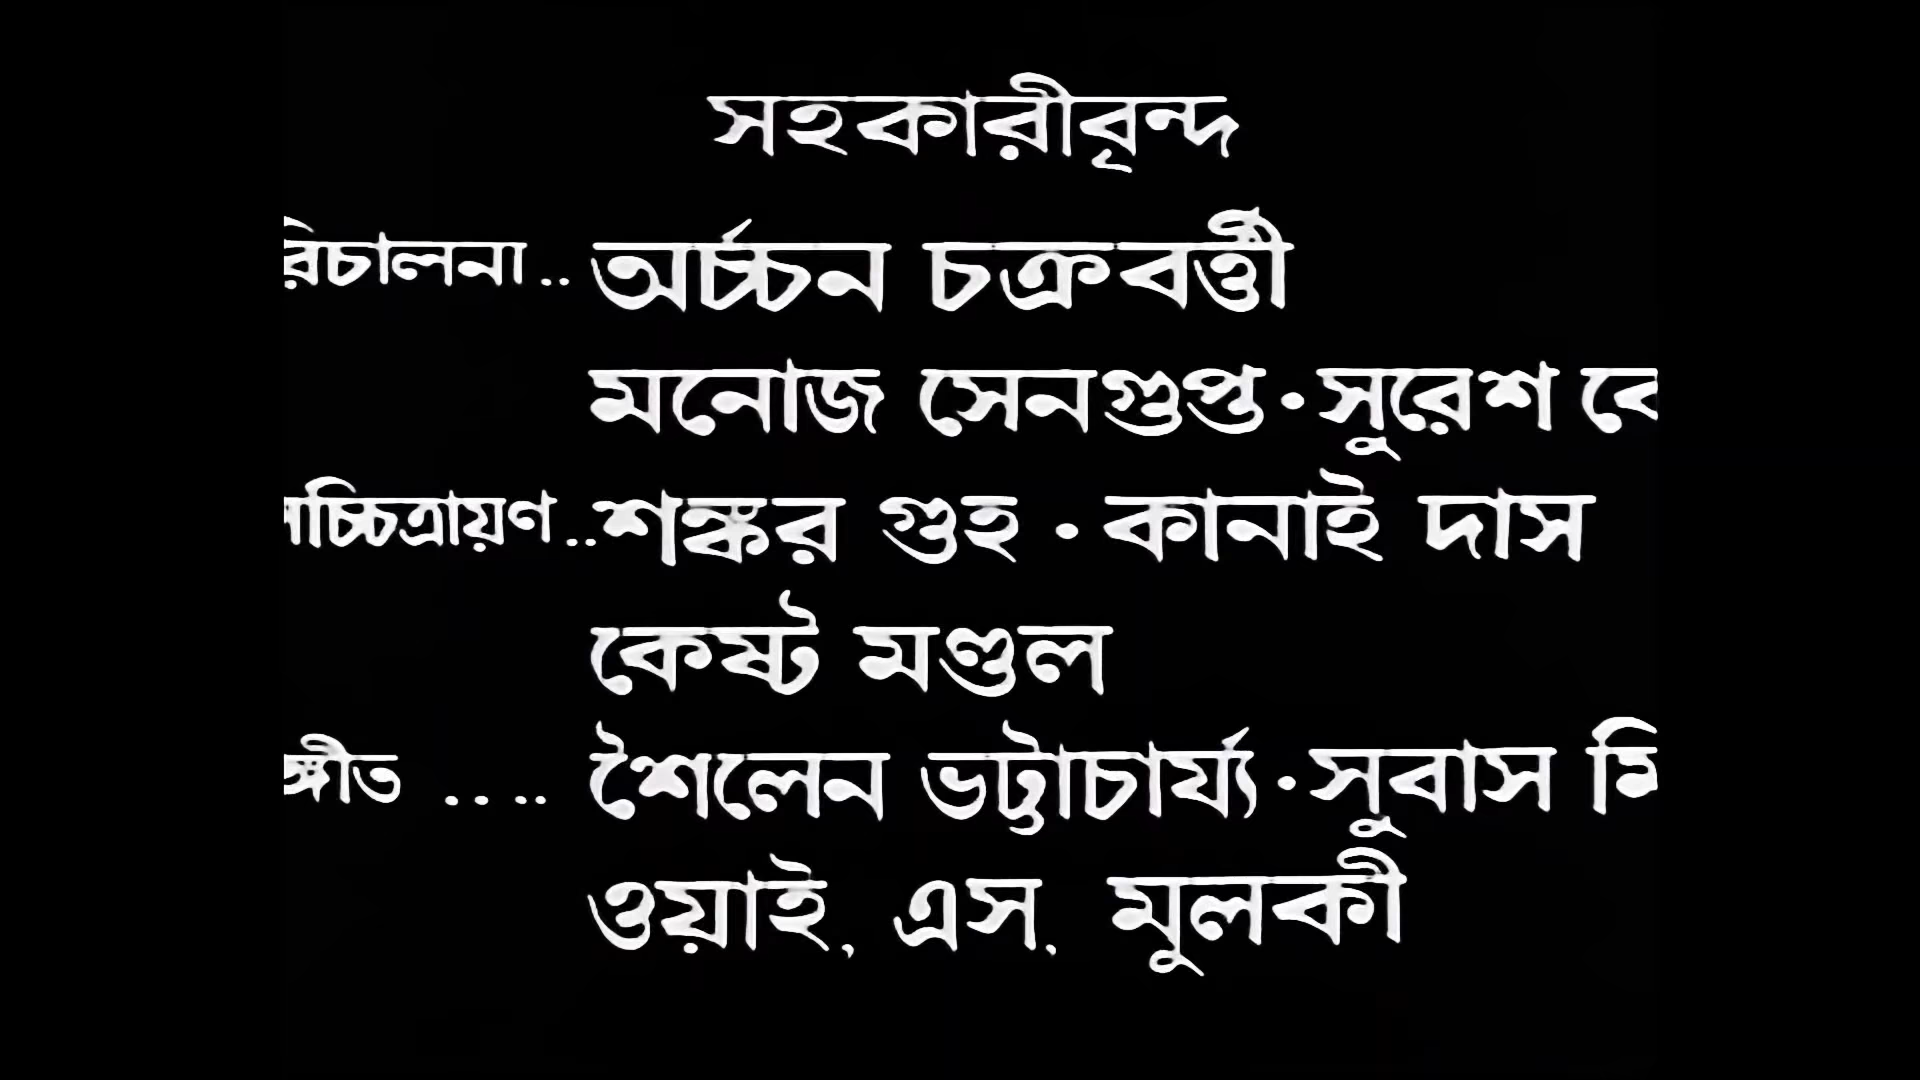 সহকারীবৃন্দ
রিচালনা .. অর্চ্চন চক্রবর্ত্তী
মনোজ সেনগুপ্ত · সুরেশ বে
চ্চিত্রায়ণ .. শঙ্কর গুহ · কানাই দাস
কেষ্ট মণ্ডল
ঙ্গীত .... শৈলেন ভট্টাচার্য্য · সুবাস মি
ওয়াই. এস. মুলকী